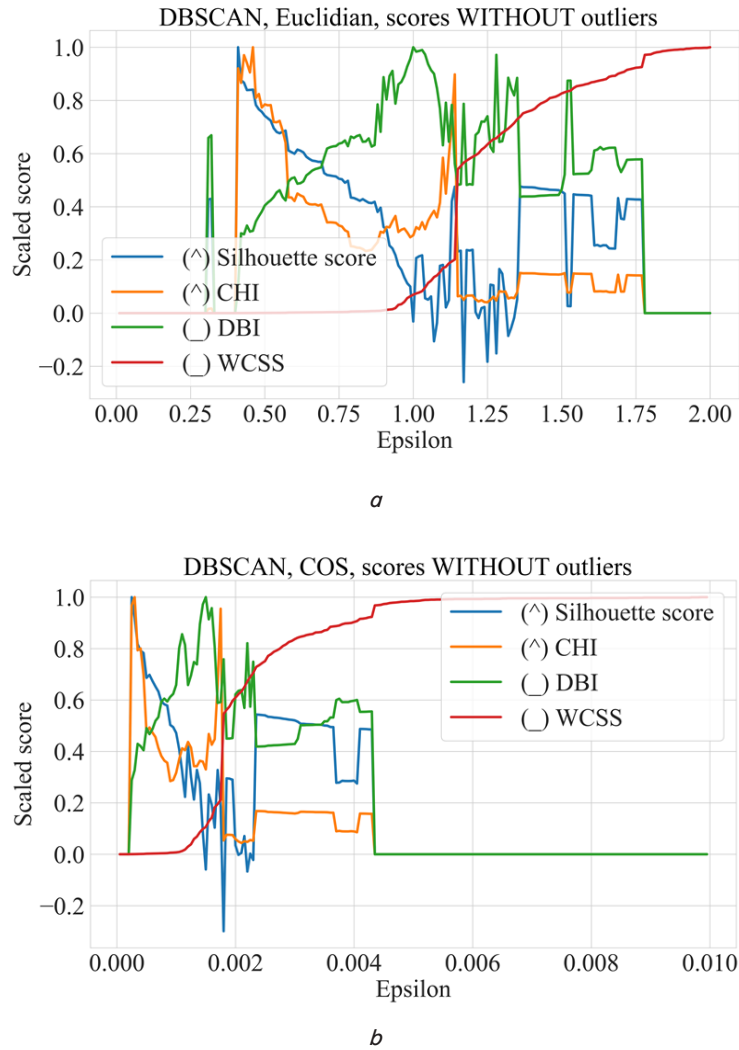 DBSCAN, Euclidian, scores WITHOUT outliers
1.0
0.8
0.6
0.4
0.2
0.0
−0.2
Scaled score
(^) Silhouette score
(^) CHI
(_) DBI
(_) WCSS
0.00 0.25 0.50 0.75 1.00 1.25 1.50 1.75 2.00
Epsilon
a
DBSCAN, COS, scores WITHOUT outliers
1.0
0.8
0.6
0.4
0.2
0.0
−0.2
Scaled score
(^) Silhouette score
(^) CHI
(_) DBI
(_) WCSS
0.000 0.002 0.004 0.006 0.008 0.010
Epsilon
b